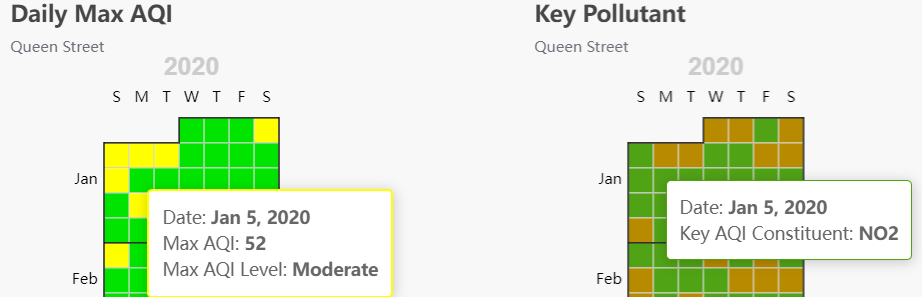 Daily Max AQI
Queen Street
2020
S M T W T F S
Jan
Date: Jan 5, 2020
Max AQI: 52
Max AQI Level: Moderate
Feb
Key Pollutant
Queen Street
2020
S M T W T F S
Jan
Date: Jan 5, 2020
Key AQI Constituent: NO2
Feb